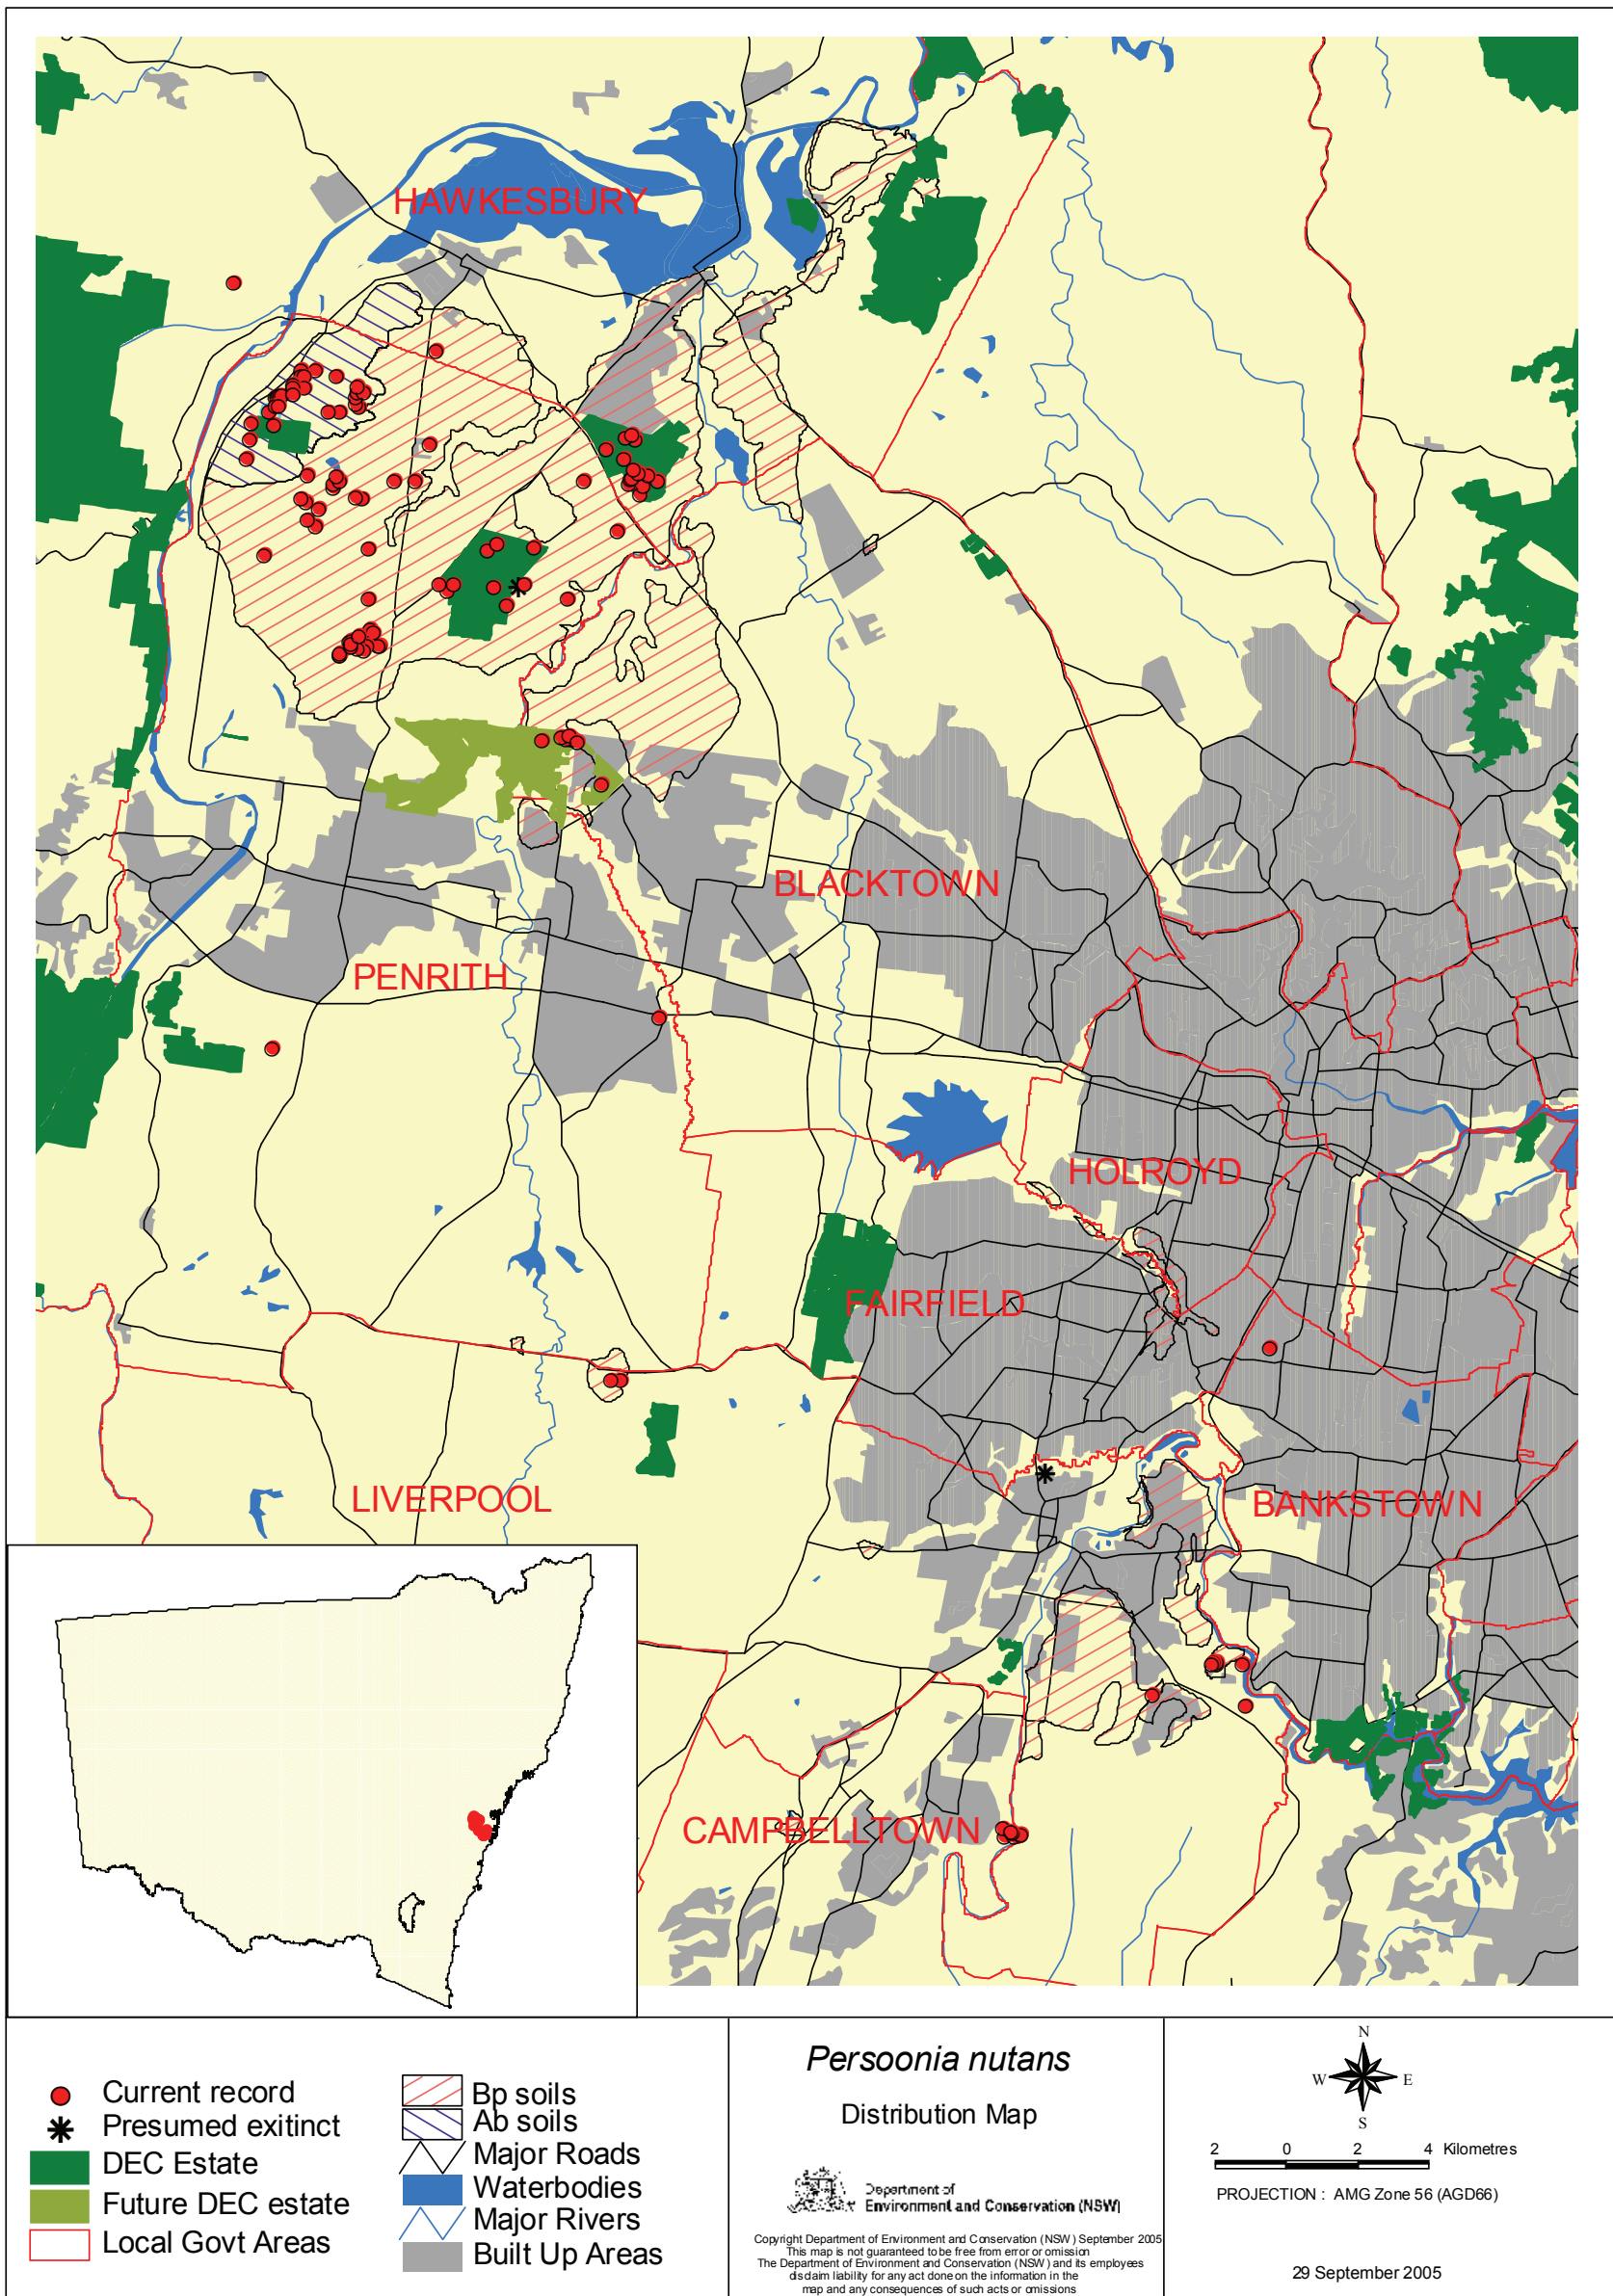 HAWKESBURY
BLACKTOWN
PENRITH
HOLROYD
FAIRFIELD
LIVERPOOL
BANKSTOWN
CAMPBELLTOWN
Current record
Presumed exitinct
DEC Estate
Future DEC estate
Local Govt Areas
Bp soils
Ab soils
Major Roads
Waterbodies
Major Rivers
Built Up Areas
Persoonia nutans
Distribution Map
Department of
Environment and Conservation (NSW)
Copyright Department of Environment and Conservation (NSW) September 2005
This map is not guaranteed to be free from error or omission
The Department of Environment and Conservation (NSW) and its employees
disclaim liability for any act done on the information in the
map and any consequences of such acts or omissions
N
W E
S
2 0 2 4 Kilometres
PROJECTION : AMG Zone 56 (AGD66)
29 September 2005